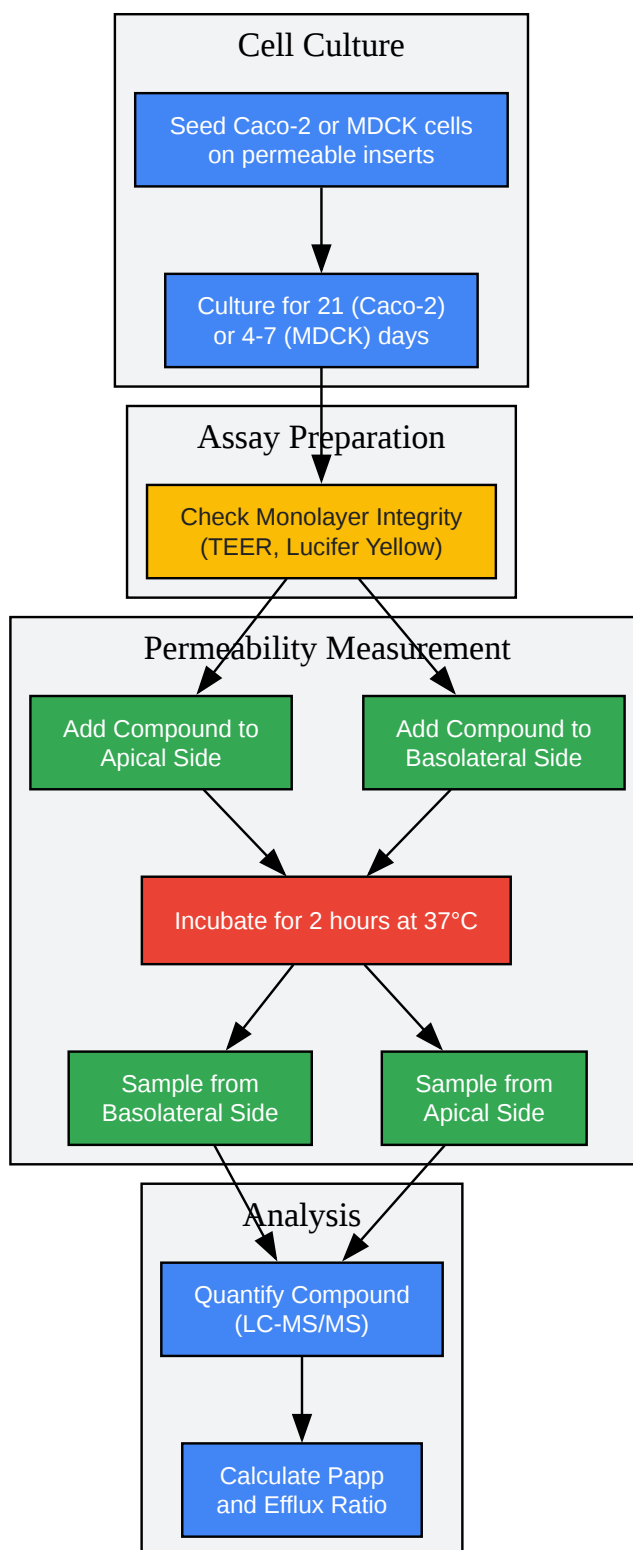 Cell Culture
Seed Caco-2 or MDCK cells
on permeable inserts
Culture for 21 (Caco-2)
or 4-7 (MDCK) days
Assay Preparation
Check Monolayer Integrity
(TEER, Lucifer Yellow)
Permeability Measurement
Add Compound to
Apical Side
Add Compound to
Basolateral Side
Incubate for 2 hours at 37°C
Sample from
Basolateral Side
Sample from
Apical Side
Analysis
Quantify Compound
(LC-MS/MS)
Calculate Papp
and Efflux Ratio